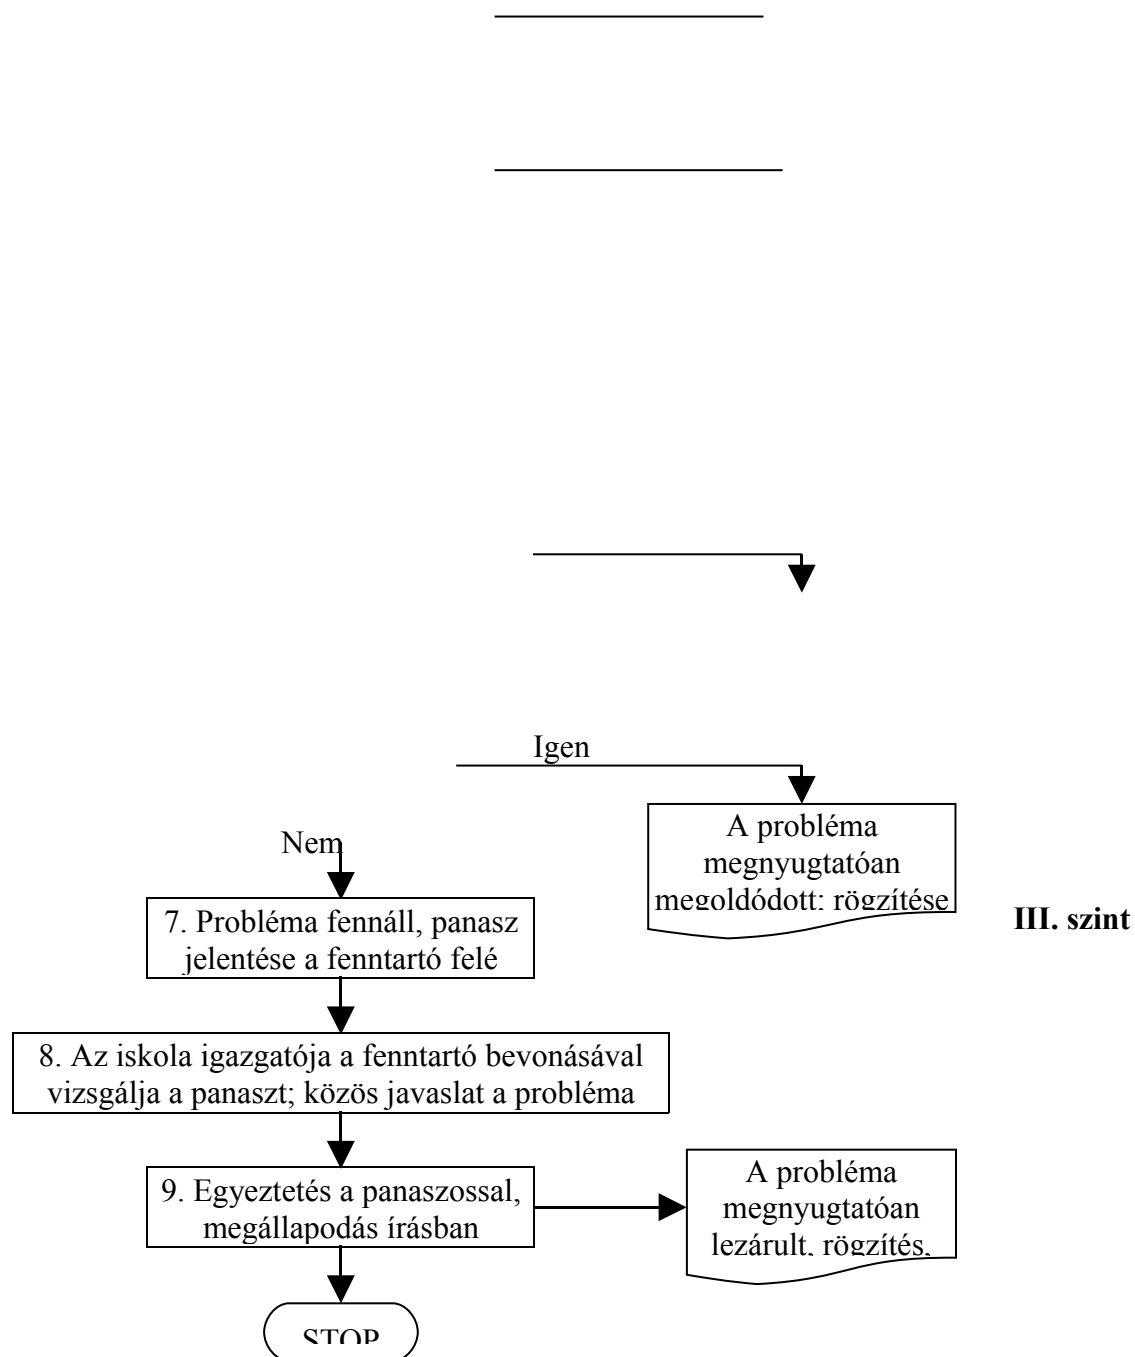 Igen
A probléma
megnyugtatóan
megoldódott: rögzítése
Nem
7. Probléma fennáll, panasz
jelentése a fenntartó felé
III. szint
8. Az iskola igazgatója a fenntartó bevonásával
vizsgálja a panaszt; közös javaslat a probléma
9. Egyeztetés a panaszossal,
megállapodás írásban
A probléma
megnyugtatóan
lezárult, rögzítés,
STOP